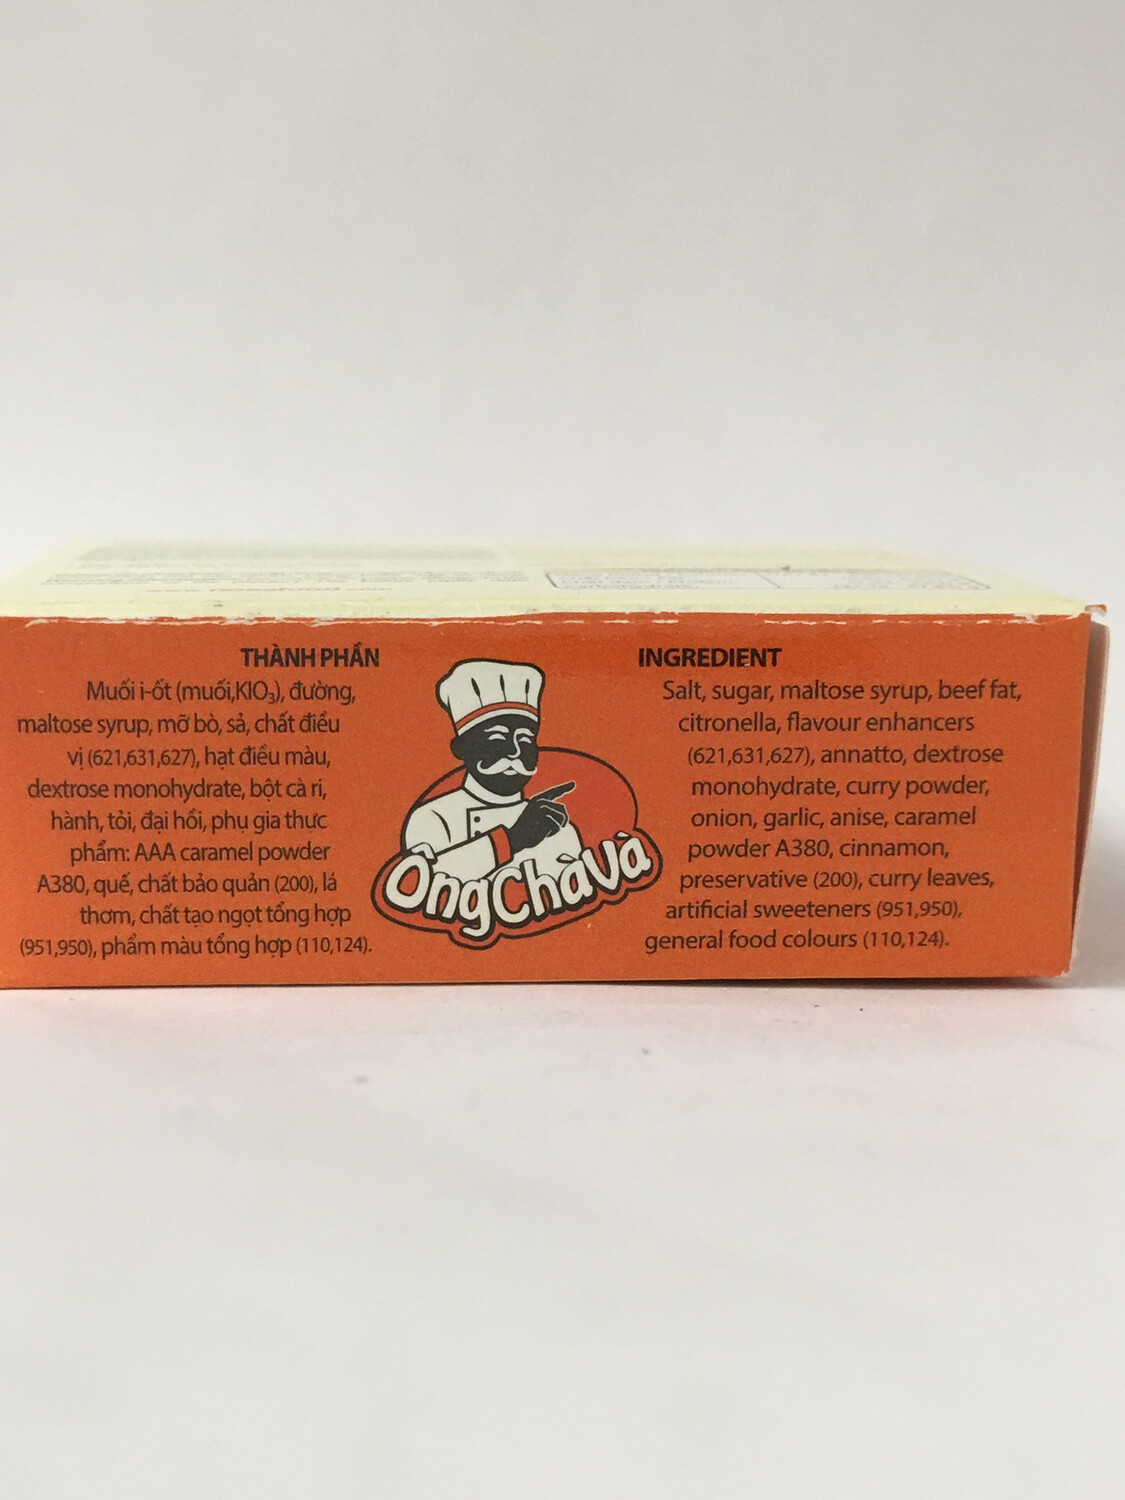 THÀNH PHẦN
Muối i-ốt (muối,KIO₃), đường,
maltose syrup, mỡ bò, sả, chất điều
vị (621,631,627), hạt điều màu,
dextrose monohydrate, bột cà ri,
hành, tỏi, đại hồi, phụ gia thực
phẩm: AAA caramel powder
A380, quế, chất bảo quản (200), lá
thơm, chất tạo ngọt tổng hợp
(951,950), phẩm màu tổng hợp (110,124).
ÔngChàVà
INGREDIENT
Salt, sugar, maltose syrup, beef fat,
citronella, flavour enhancers
(621,631,627), annatto, dextrose
monohydrate, curry powder,
onion, garlic, anise, caramel
powder A380, cinnamon,
preservative (200), curry leaves,
artificial sweeteners (951,950),
general food colours (110,124).